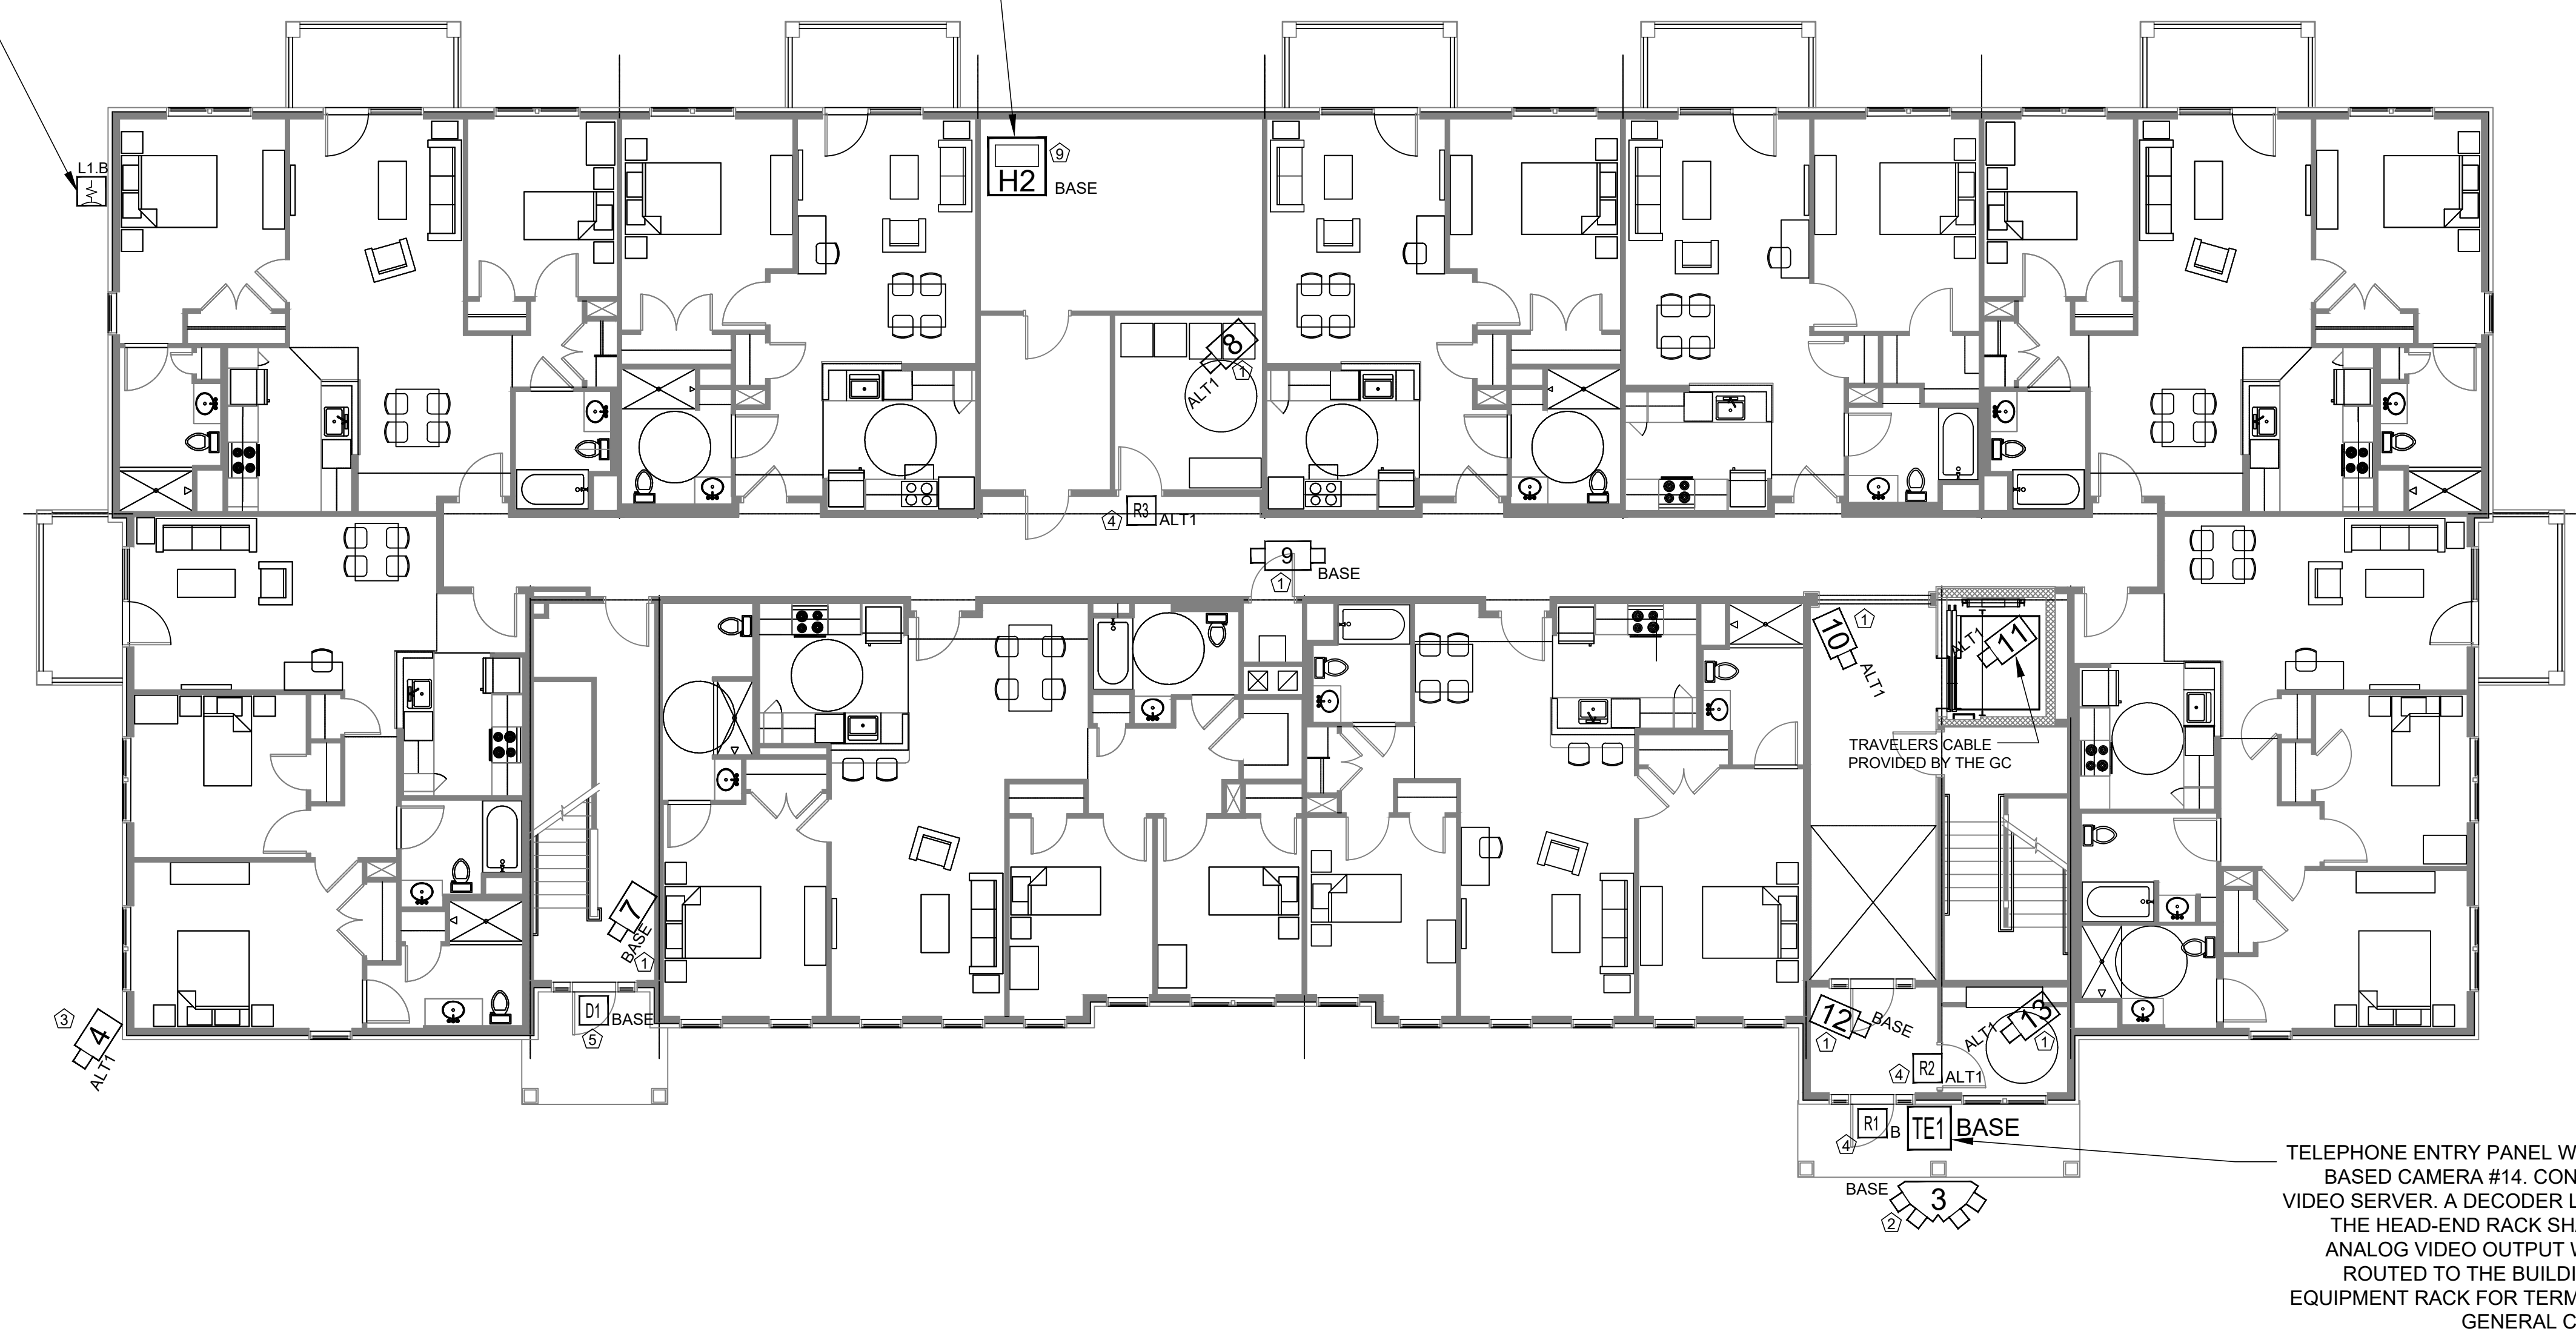 L1.B
9
H2
BASE
8
1
ALT1
R3
4
ALT1
9
BASE
1
10
1
ALT1
11
ALT1
TRAVELERS CABLE
PROVIDED BY THE GC
7
BASE
1
3
4
ALT1
D1
BASE
5
12
BASE
1
13
ALT1
1
R2
4
ALT1
R1
B
4
TE1
BASE
BASE
3
2
TELEPHONE ENTRY PANEL W
BASED CAMERA #14. CON
VIDEO SERVER. A DECODER L
THE HEAD-END RACK SHA
ANALOG VIDEO OUTPUT W
ROUTED TO THE BUILDI
EQUIPMENT RACK FOR TERM
GENERAL C